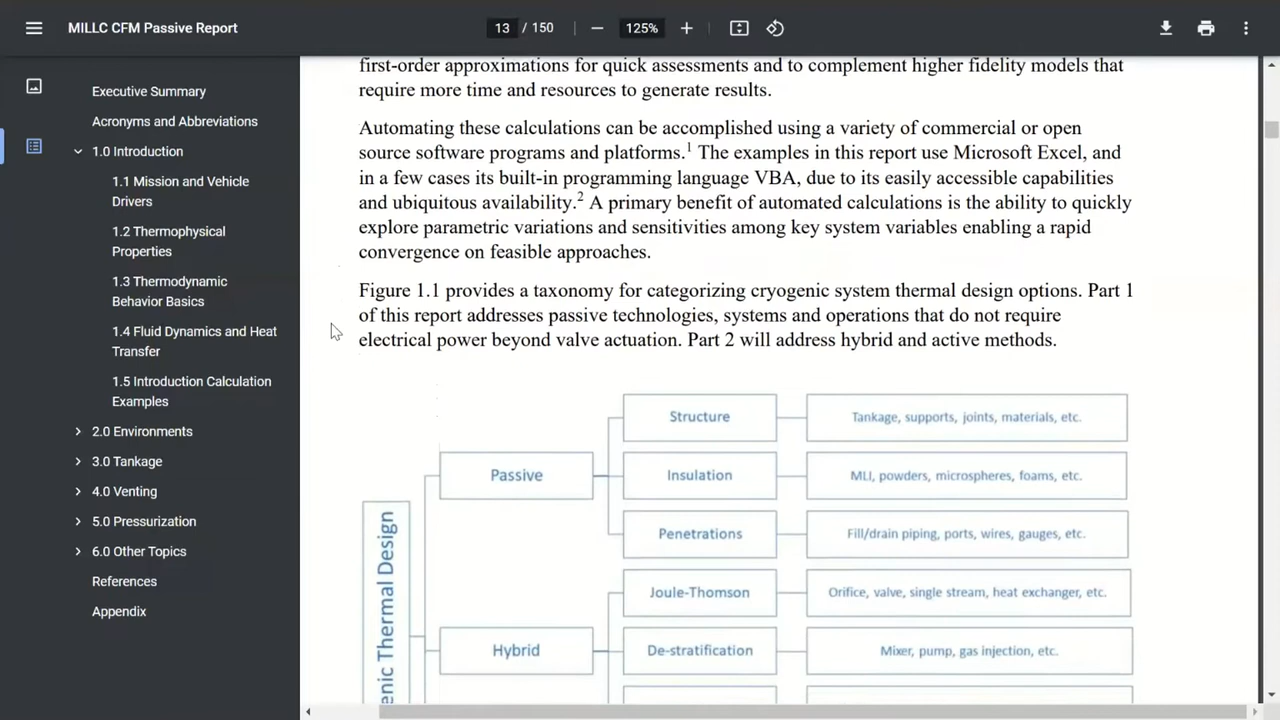 MILLC CFM Passive Report
13 / 150
125%
Executive Summary
Acronyms and Abbreviations
1.0 Introduction
1.1 Mission and Vehicle
Drivers
1.2 Thermophysical
Properties
1.3 Thermodynamic
Behavior Basics
1.4 Fluid Dynamics and Heat
Transfer
1.5 Introduction Calculation
Examples
2.0 Environments
3.0 Tankage
4.0 Venting
5.0 Pressurization
6.0 Other Topics
References
Appendix
first-order approximations for quick assessments and to complement higher fidelity models that
require more time and resources to generate results.
Automating these calculations can be accomplished using a variety of commercial or open
source software programs and platforms.1 The examples in this report use Microsoft Excel, and
in a few cases its built-in programming language VBA, due to its easily accessible capabilities
and ubiquitous availability.2 A primary benefit of automated calculations is the ability to quickly
explore parametric variations and sensitivities among key system variables enabling a rapid
convergence on feasible approaches.
Figure 1.1 provides a taxonomy for categorizing cryogenic system thermal design options. Part 1
of this report addresses passive technologies, systems and operations that do not require
electrical power beyond valve actuation. Part 2 will address hybrid and active methods.
enic Thermal Design
Passive
Structure
Tankage, supports, joints, materials, etc.
Insulation
MLI, powders, microspheres, foams, etc.
Penetrations
Fill/drain piping, ports, wires, gauges, etc.
Hybrid
Joule-Thomson
Orifice, valve, single stream, heat exchanger, etc.
De-stratification
Mixer, pump, gas injection, etc.